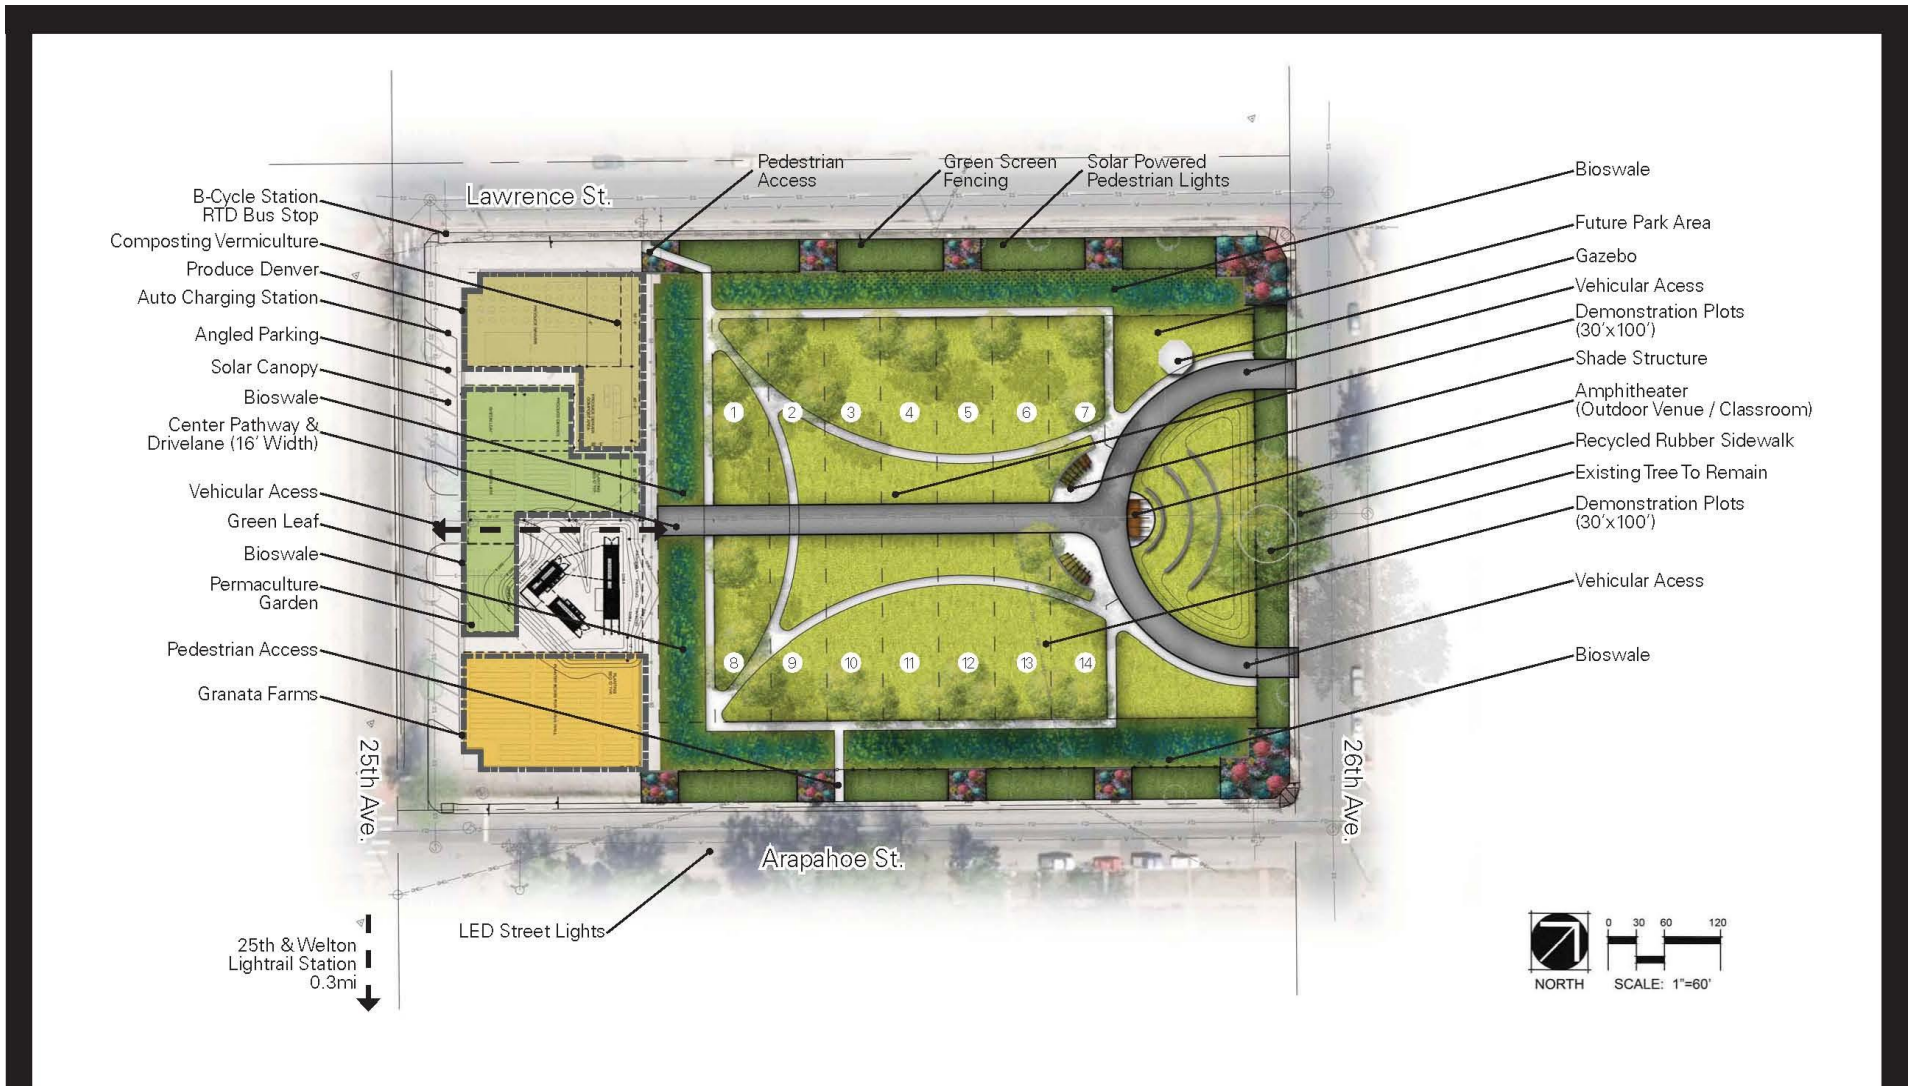 Pedestrian
Access
Green Screen
Fencing
Solar Powered
Pedestrian Lights
Lawrence St.
B-Cycle Station
RTD Bus Stop
Composting Vermiculture
Produce Denver
Auto Charging Station
Angled Parking
Solar Canopy
Bioswale
Center Pathway &
Drivelane (16' Width)
Vehicular Acess
Green Leaf
Bioswale
Permaculture
Garden
Pedestrian Access
Granata Farms
Bioswale
Future Park Area
Gazebo
Vehicular Acess
Demonstration Plots
(30'x100')
Shade Structure
Amphitheater
(Outdoor Venue / Classroom)
Recycled Rubber Sidewalk
Existing Tree To Remain
Demonstration Plots
(30'x100')
Vehicular Acess
Bioswale
1 2 3 4 5 6 7
8 9 10 11 12 13 14
25th Ave.
26th Ave.
Arapahoe St.
LED Street Lights
25th & Welton
Lightrail Station
0.3mi
0 30 60 120
NORTH
SCALE: 1"=60'